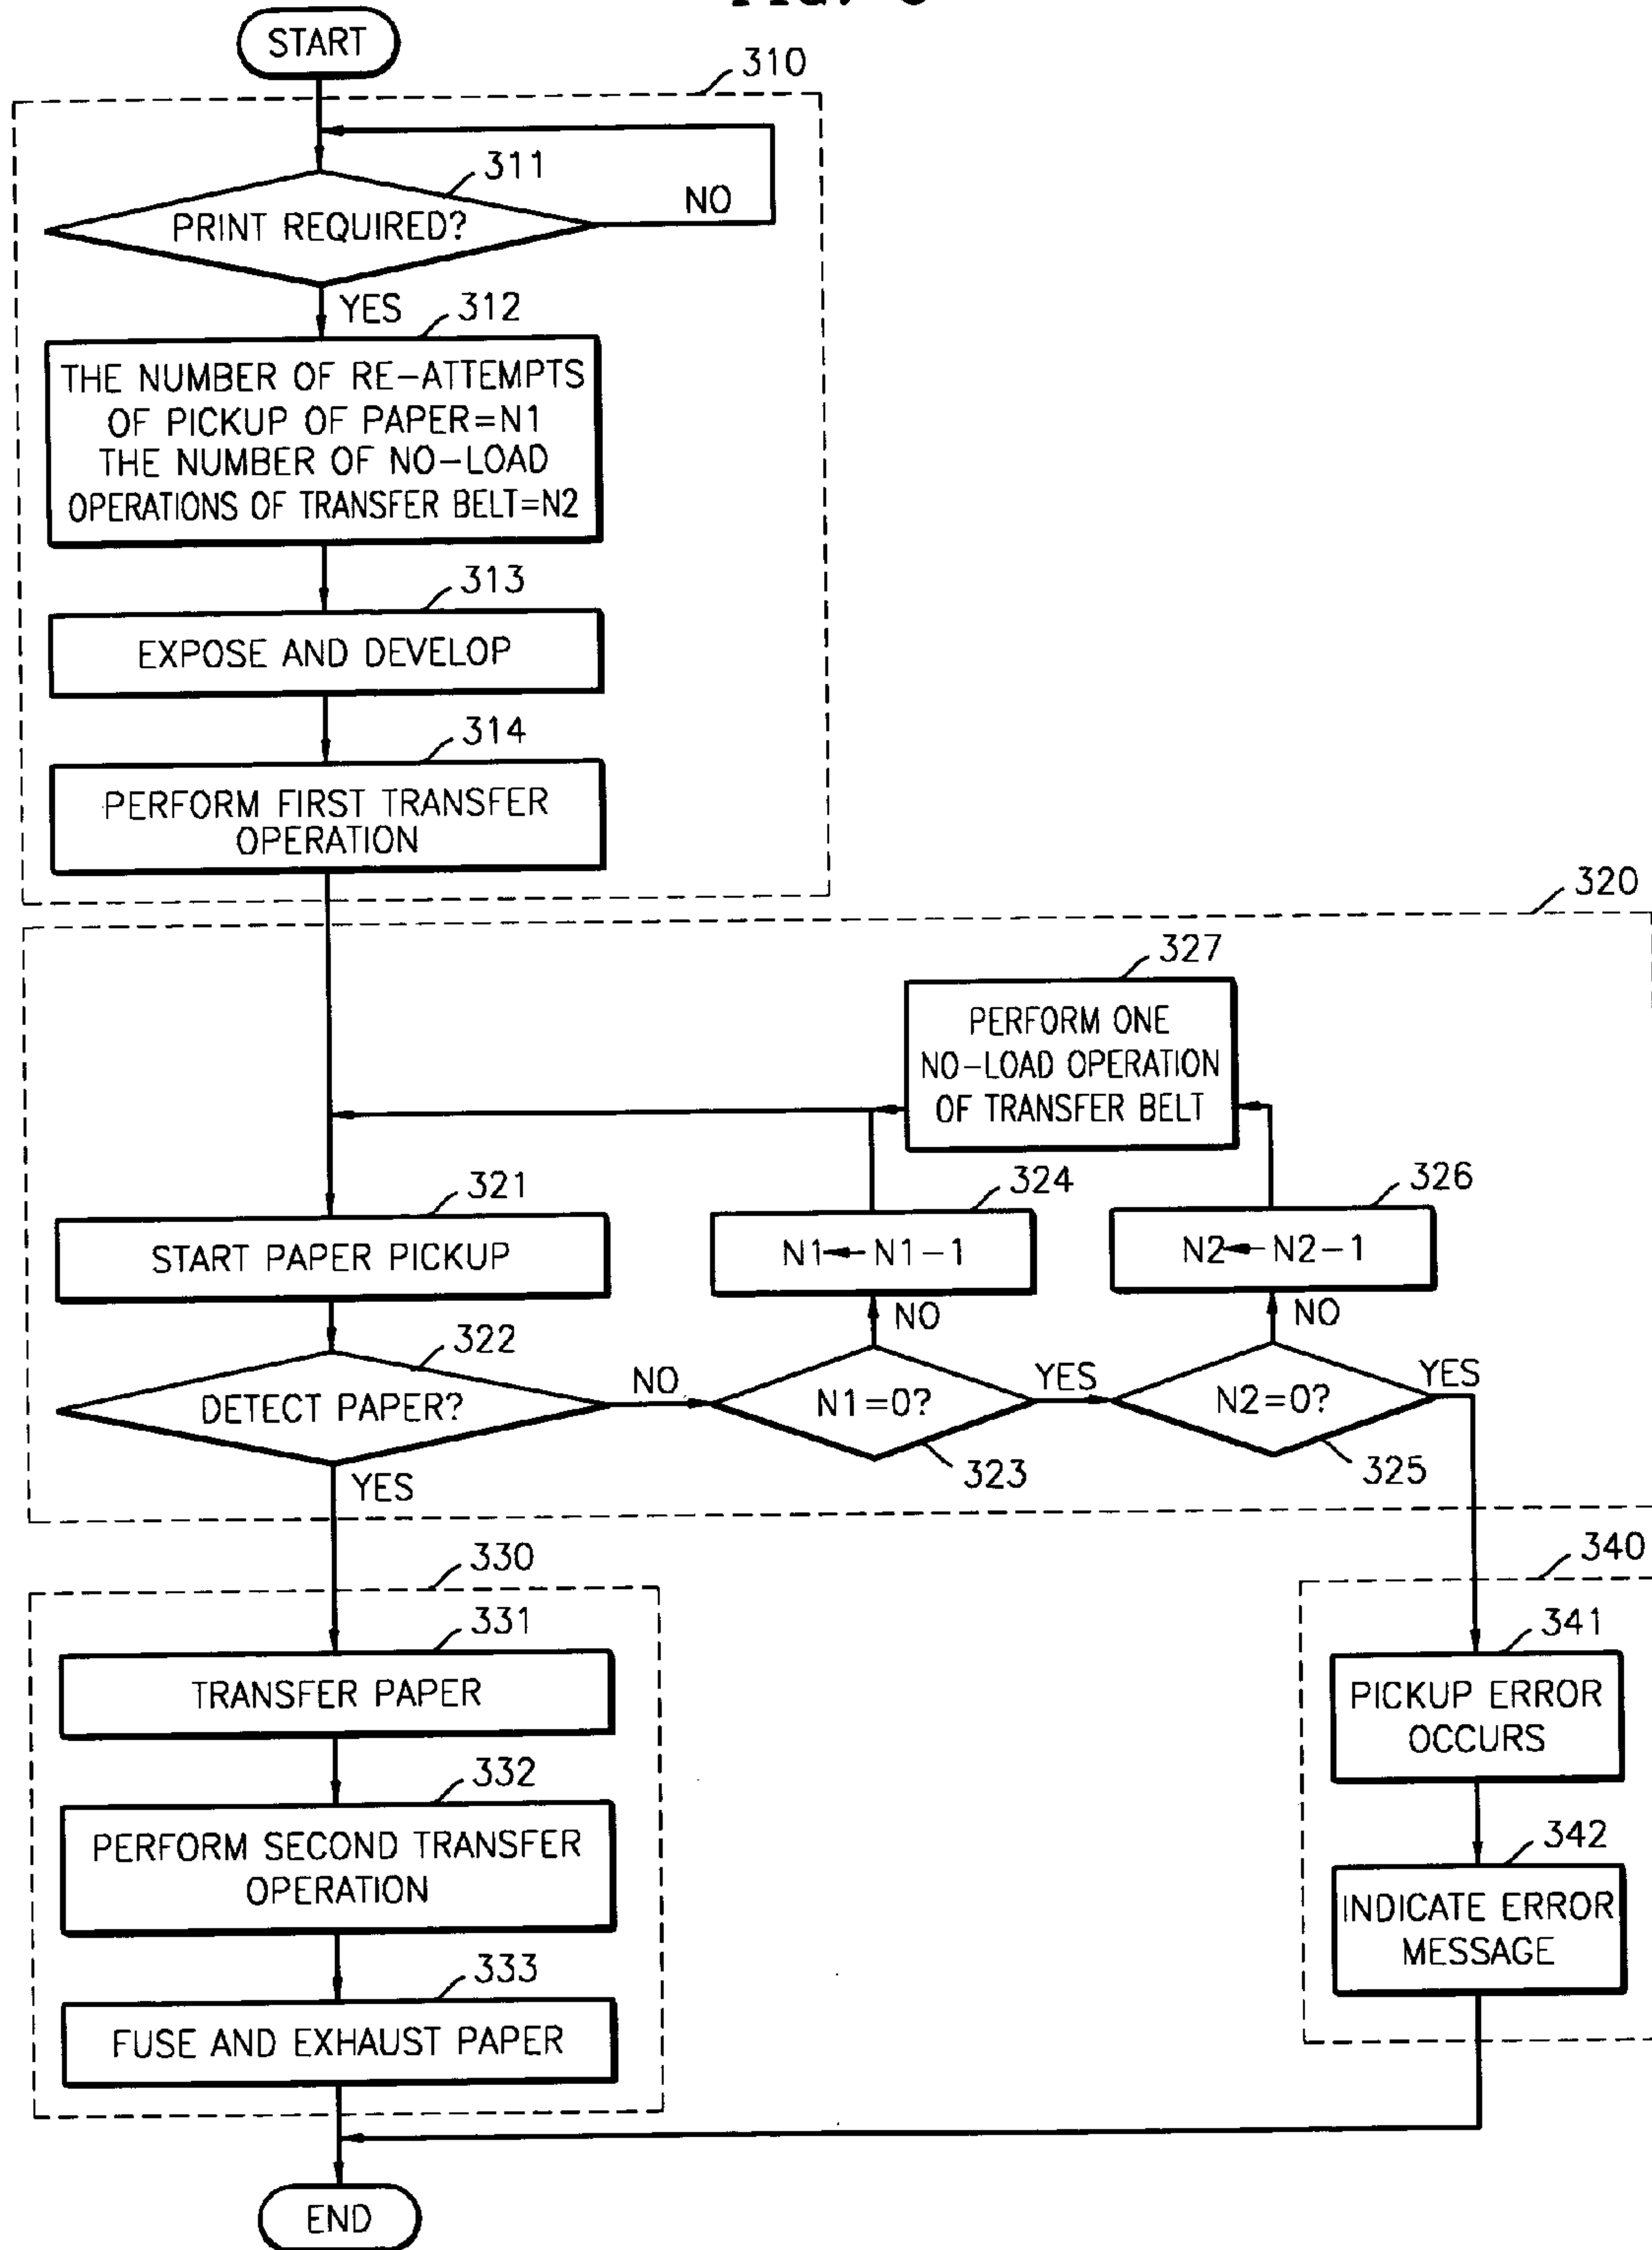 START
310
311
PRINT REQUIRED?
NO
YES
312
THE NUMBER OF RE-ATTEMPTS
OF PICKUP OF PAPER=N1
THE NUMBER OF NO-LOAD
OPERATIONS OF TRANSFER BELT=N2
313
EXPOSE AND DEVELOP
314
PERFORM FIRST TRANSFER
OPERATION
320
327
PERFORM ONE
NO-LOAD OPERATION
OF TRANSFER BELT
321
START PAPER PICKUP
324
N1←N1-1
326
N2←N2-1
NO
NO
322
DETECT PAPER?
NO
N1=0?
323
YES
N2=0?
325
YES
YES
330
331
TRANSFER PAPER
332
PERFORM SECOND TRANSFER
OPERATION
333
FUSE AND EXHAUST PAPER
340
341
PICKUP ERROR
OCCURS
342
INDICATE ERROR
MESSAGE
END